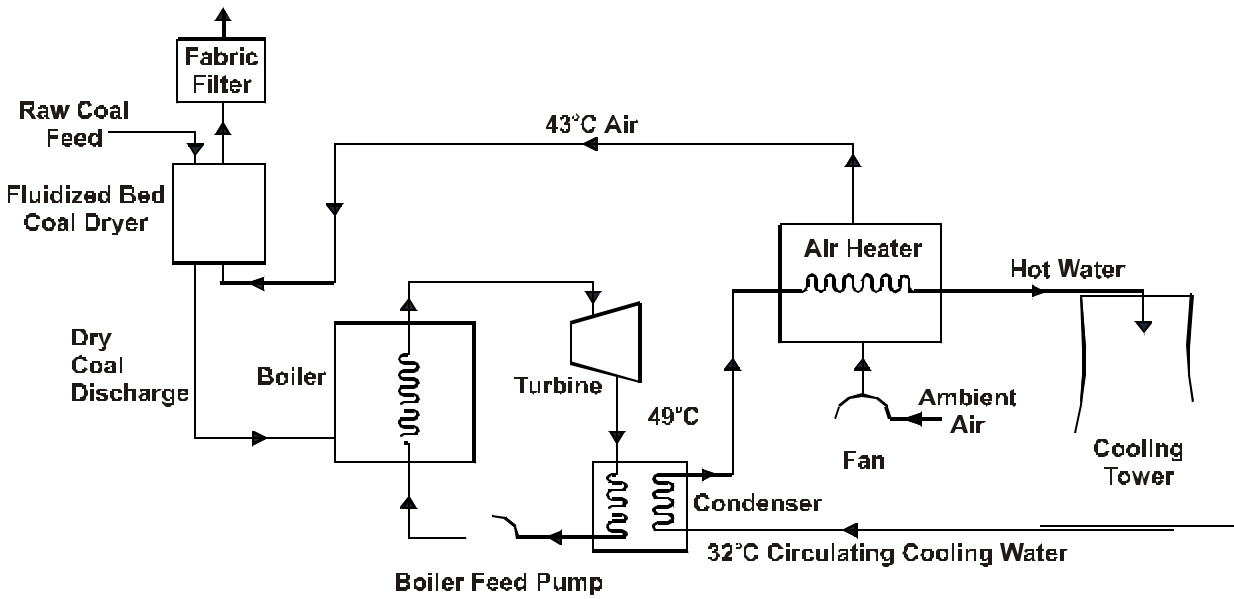 Fabric
Filter
Raw Coal
Feed
43°C Air
Fluidized Bed
Coal Dryer
Air Heater
Hot Water
Dry
Coal
Discharge
Boiler
Turbine
49°C
Ambient
Air
Fan
Cooling
Tower
Condenser
32°C Circulating Cooling Water
Boiler Feed Pump